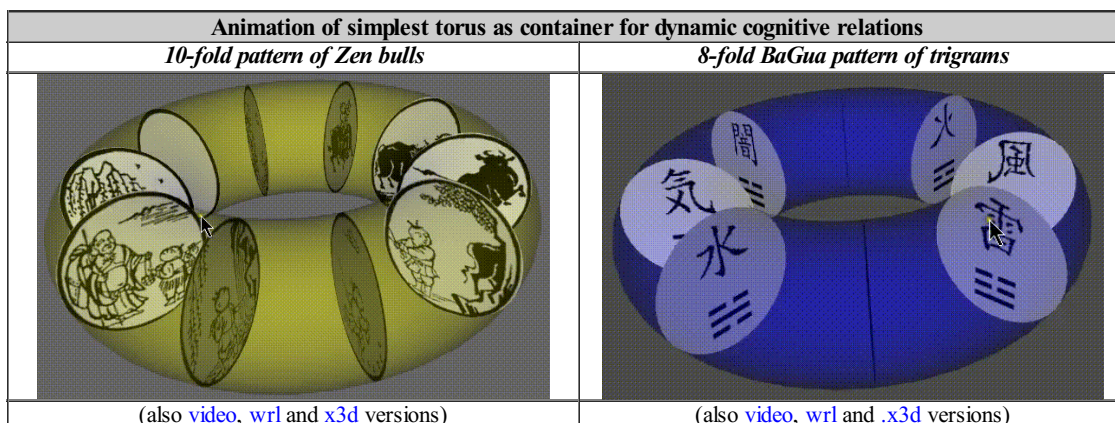 Animation of simplest torus as container for dynamic cognitive relations
10-fold pattern of Zen bulls
8-fold BaGua pattern of trigrams
闇
火
気
風
水
雷
(also video, wrl and x3d versions)
(also video, wrl and .x3d versions)